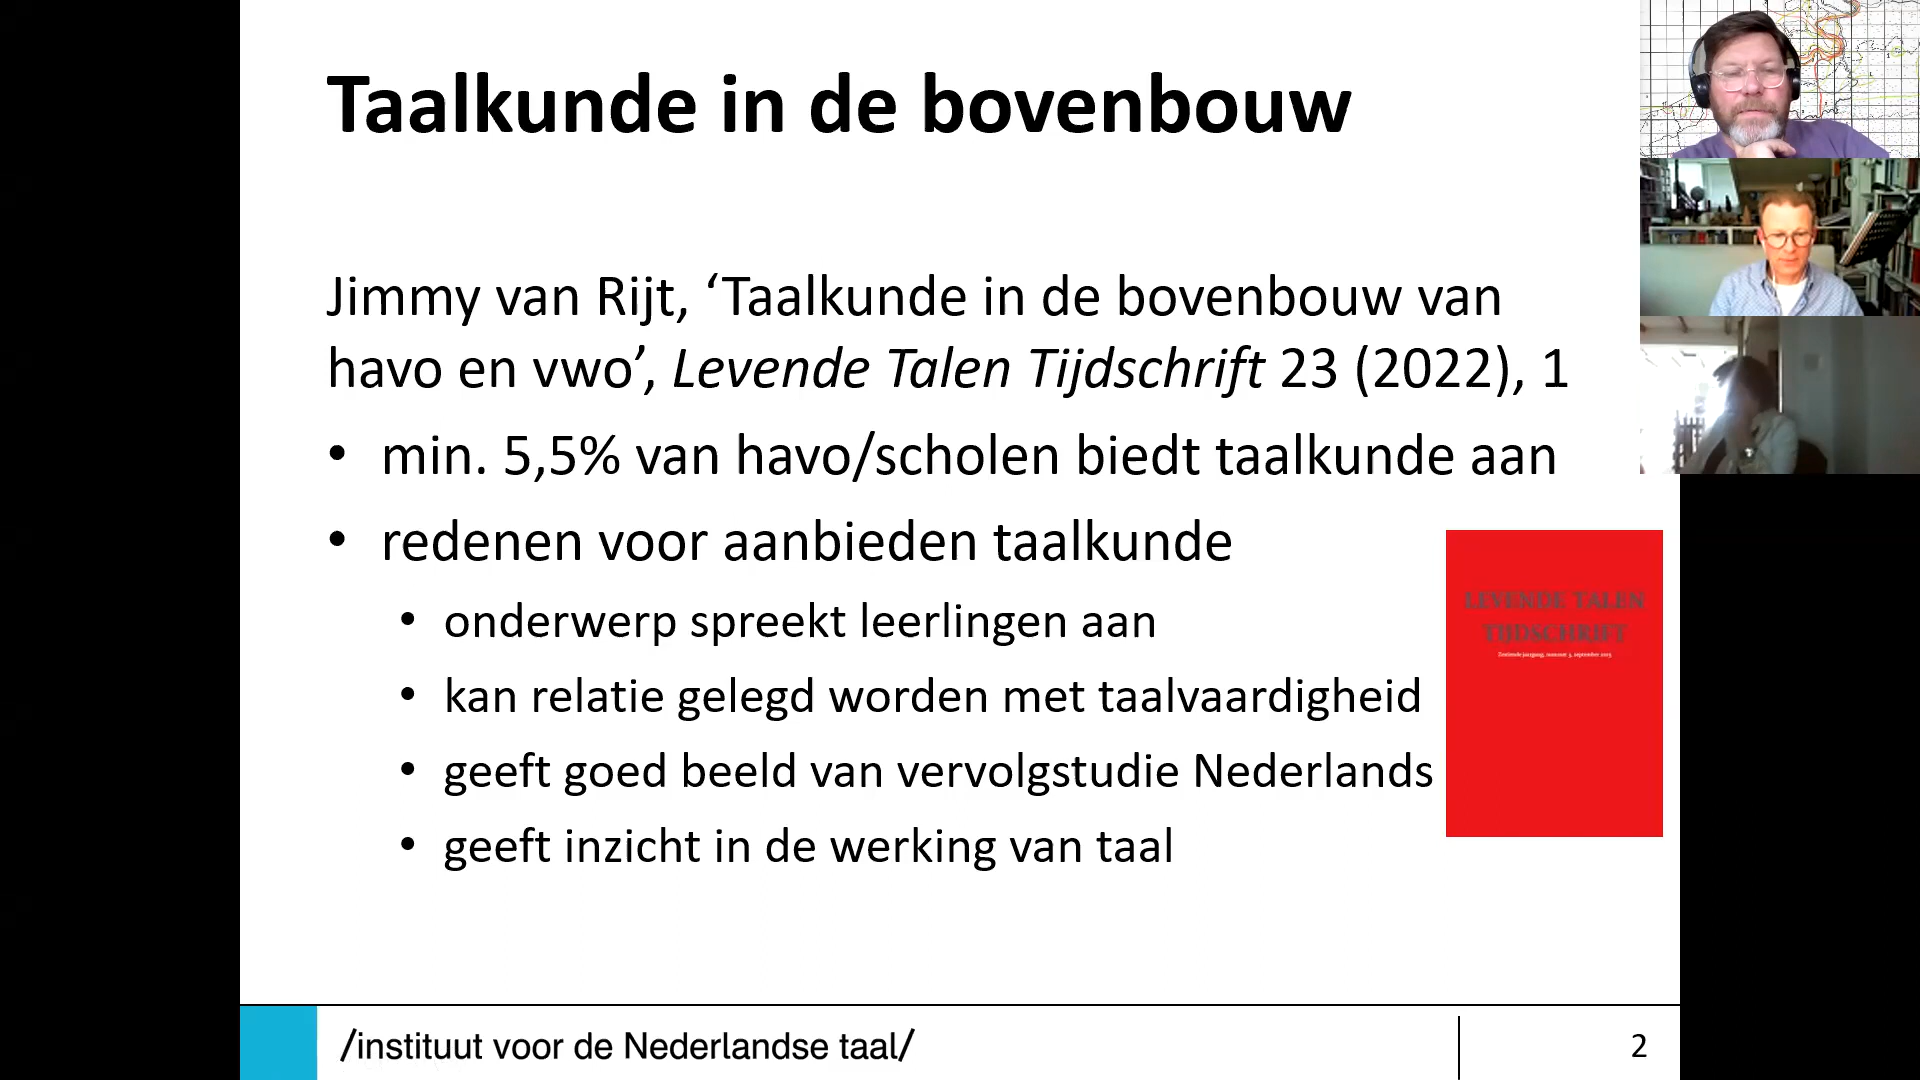 Taalkunde in de bovenbouw
Jimmy van Rijt, ‘Taalkunde in de bovenbouw van
havo en vwo’, Levende Talen Tijdschrift 23 (2022), 1
• min. 5,5% van havo/scholen biedt taalkunde aan
• redenen voor aanbieden taalkunde
• onderwerp spreekt leerlingen aan
• kan relatie gelegd worden met taalvaardigheid
• geeft goed beeld van vervolgstudie Nederlands
• geeft inzicht in de werking van taal
LEVENDE TALEN
TIJDSCHRIFT
/instituut voor de Nederlandse taal/
2